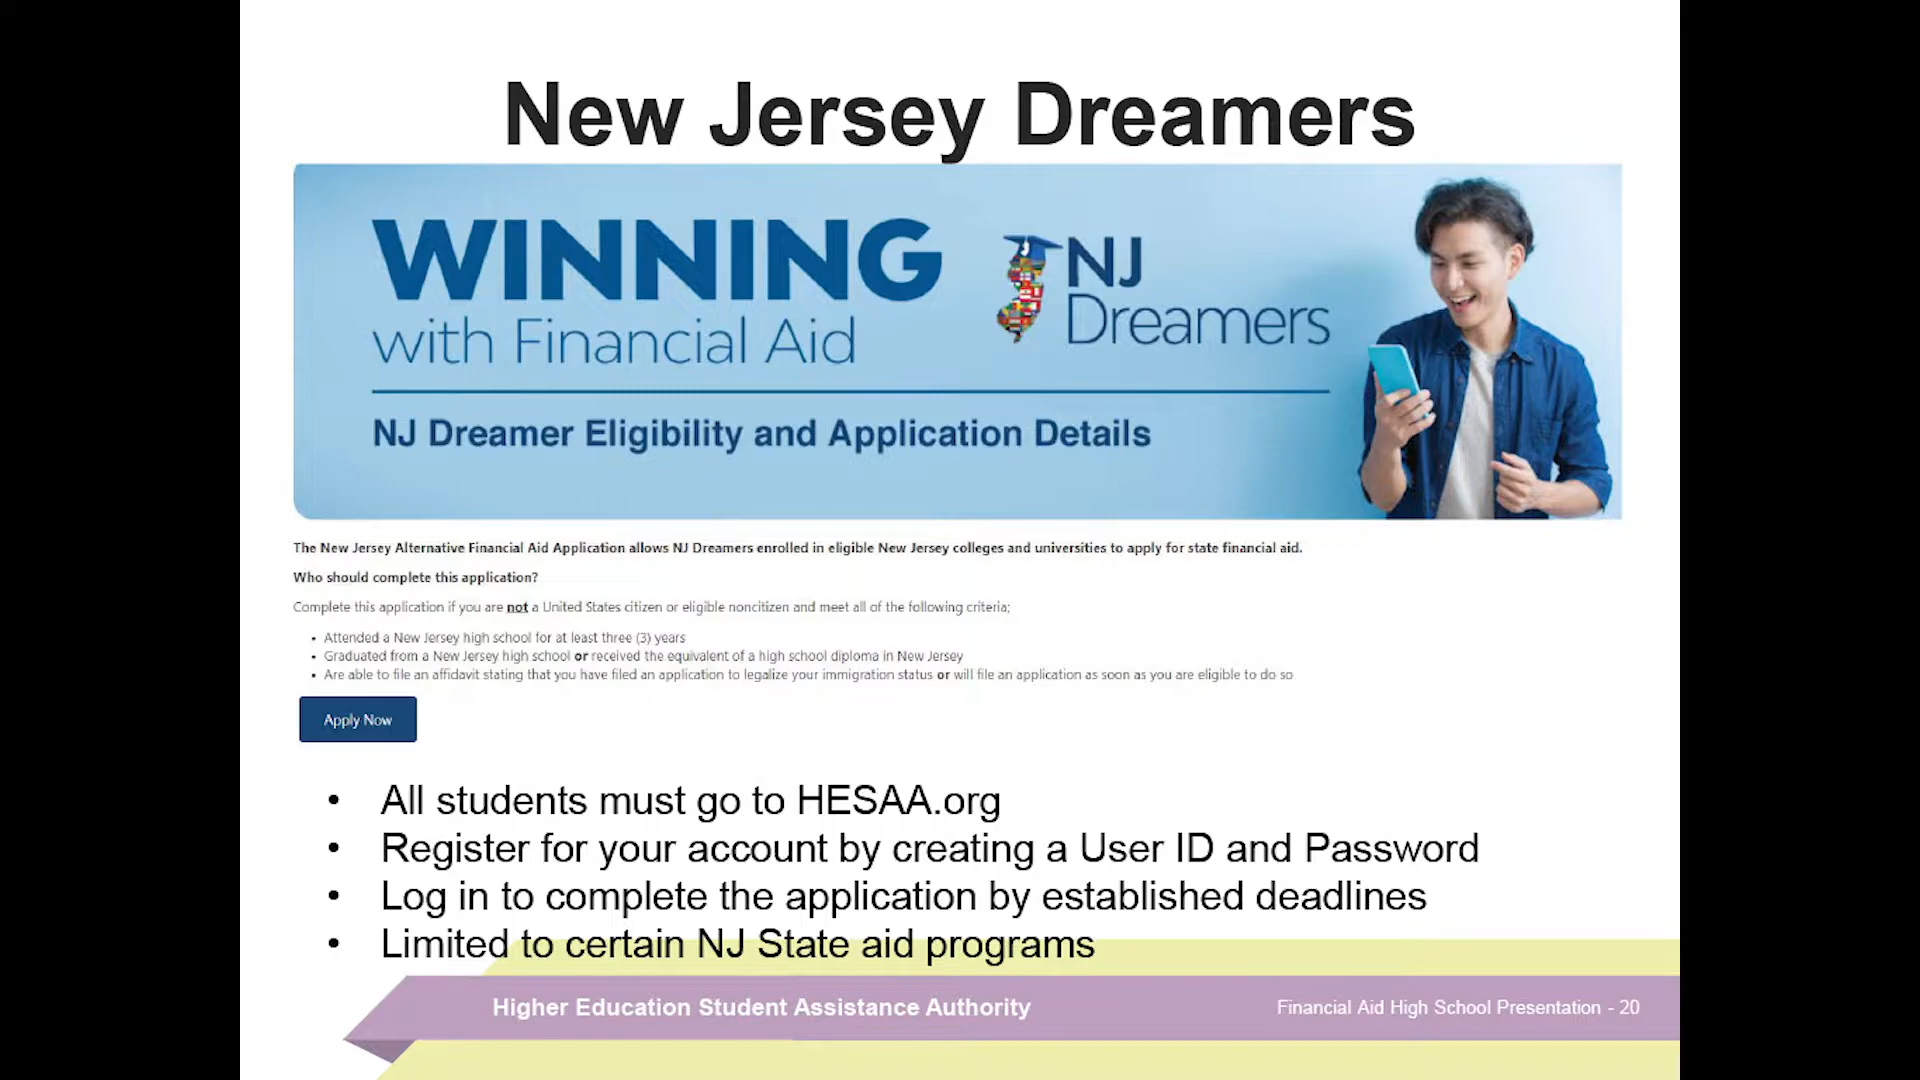 New Jersey Dreamers
WINNING
with Financial Aid
NJ
Dreamers
NJ Dreamer Eligibility and Application Details
The New Jersey Alternative Financial Aid Application allows NJ Dreamers enrolled in eligible New Jersey colleges and universities to apply for state financial aid.
Who should complete this application?
Complete this application if you are not a United States citizen or eligible noncitizen and meet all of the following criteria;
• Attended a New Jersey high school for at least three (3) years
• Graduated from a New Jersey high school or received the equivalent of a high school diploma in New Jersey
• Are able to file an affidavit stating that you have filed an application to legalize your immigration status or will file an application as soon as you are eligible to do so
Apply Now
• All students must go to HESAA.org
• Register for your account by creating a User ID and Password
• Log in to complete the application by established deadlines
• Limited to certain NJ State aid programs
Higher Education Student Assistance Authority
Financial Aid High School Presentation - 20